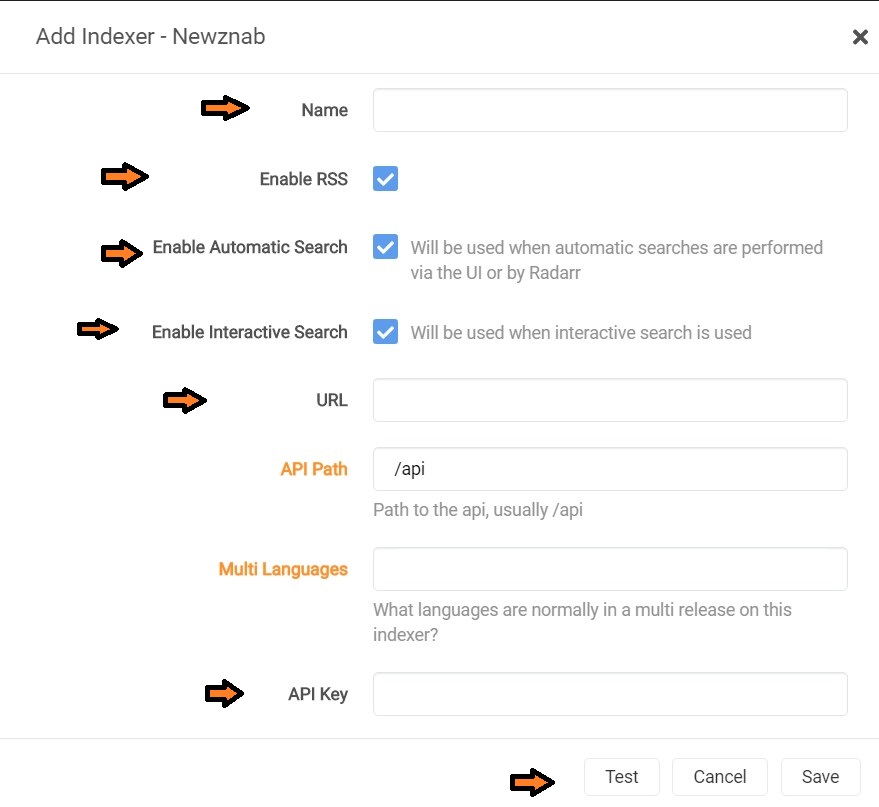 Add Indexer - Newznab
Name
Enable RSS
Enable Automatic Search
Will be used when automatic searches are performed
via the UI or by Radarr
Enable Interactive Search
Will be used when interactive search is used
URL
API Path
/api
Path to the api, usually /api
Multi Languages
What languages are normally in a multi release on this
indexer?
API Key
Test Cancel Save